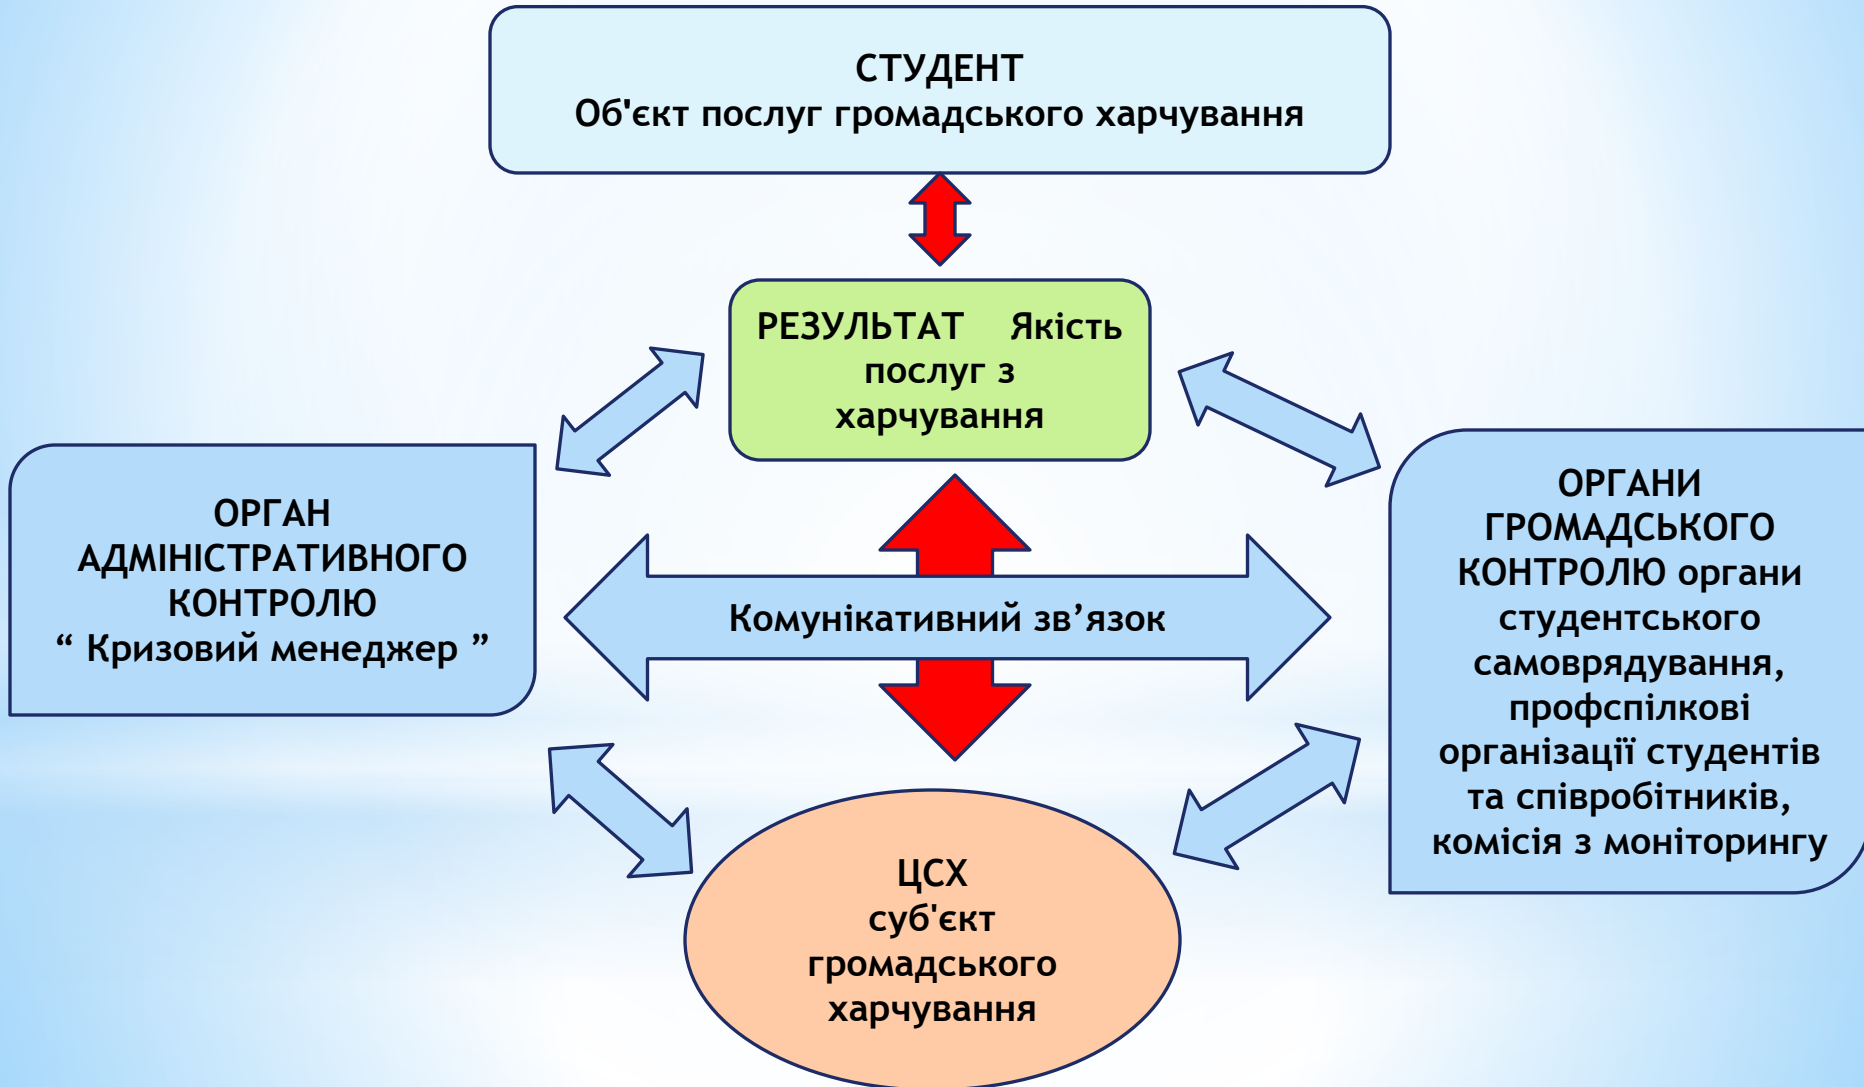 СТУДЕНТ
Об'єкт послуг громадського харчування
РЕЗУЛЬТАТ Якість
послуг з
харчування
ОРГАН
АДМІНІСТРАТИВНОГО
КОНТРОЛЮ
“ Кризовий менеджер ”
Комунікативний зв’язок
ОРГАНИ
ГРОМАДСЬКОГО
КОНТРОЛЮ органи
студентського
самоврядування,
профспілкові
організації студентів
та співробітників,
комісія з моніторингу
ЦСХ
суб'єкт
громадського
харчування